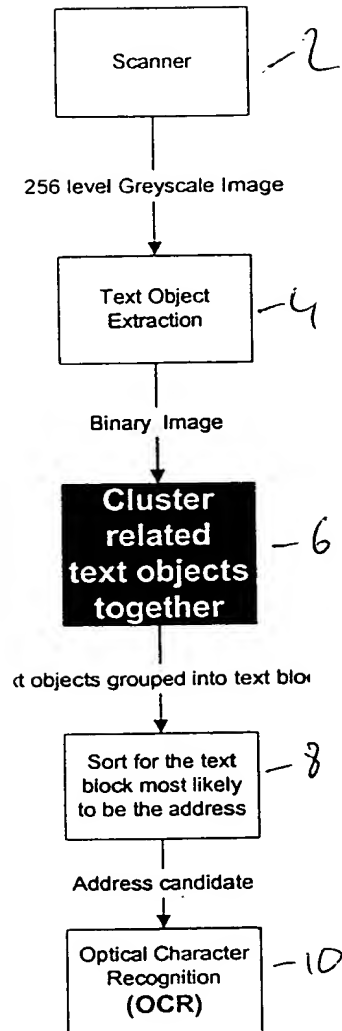 Scanner
2
256 level Greyscale Image
Text Object
Extraction
4
Binary Image
Cluster
related
text objects
together
6
objects grouped into text
Sort for the text
block most likely
to be the address
8
Address candidate
Optical Character
Recognition
(OCR)
10